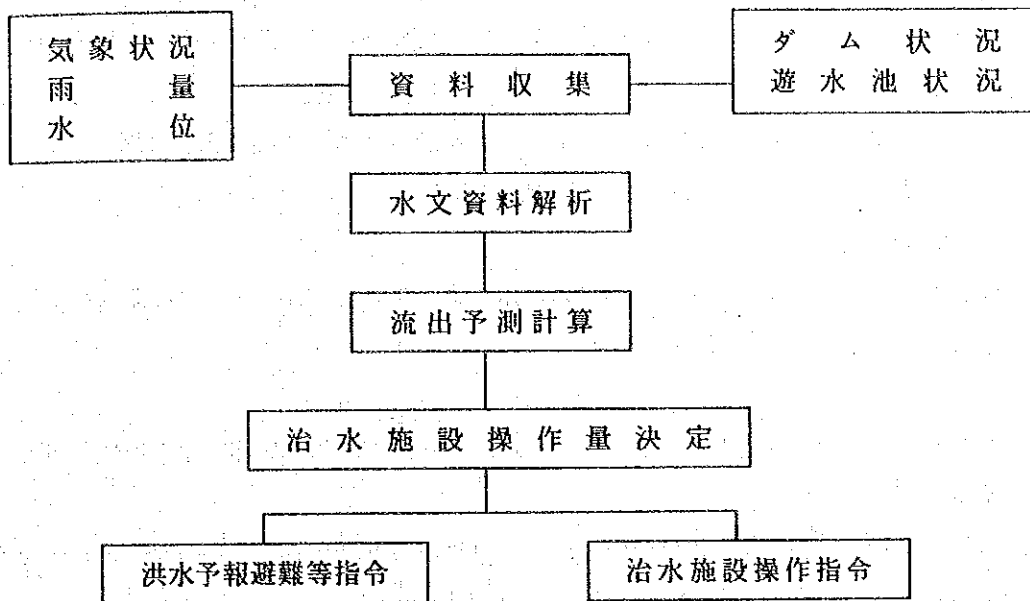 気象状況
雨量
水位
資料収集
ダム状況
遊水池状況
水文資料解析
流出予測計算
治水施設操作量決定
洪水予報避難等指令
治水施設操作指令